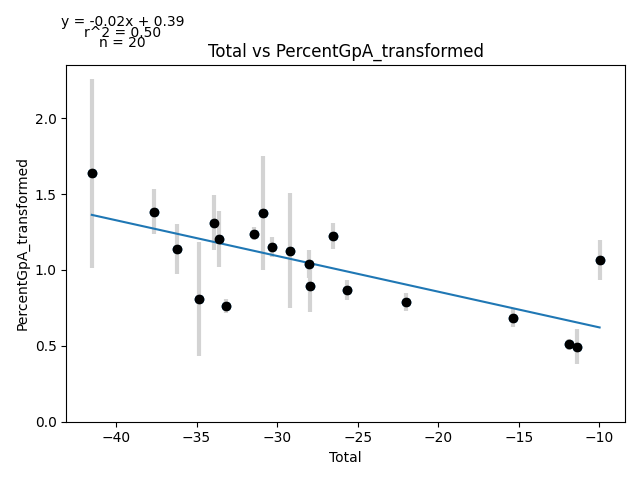 y = -0.02x + 0.39
r^2 = 0.50
n = 20
Total vs PercentGpA_transformed
PercentGpA_transformed
2.0
1.5
1.0
0.5
0.0
−40
−35
−30
−25
−20
−15
−10
Total